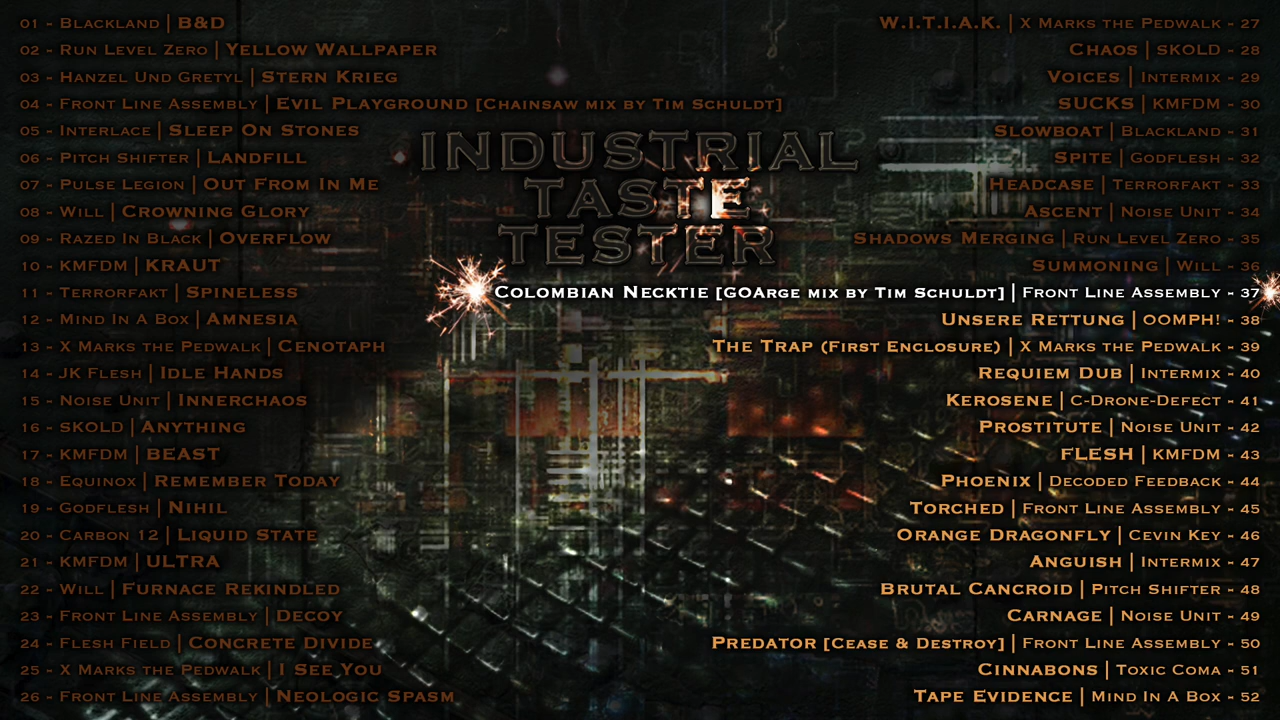 01 - Blackland | B&D
02 - Run Level Zero | Yellow Wallpaper
03 - Hanzel Und Gretyl | Stern Krieg
04 - Front Line Assembly | Evil Playground [Chainsaw mix by Tim Schuldt]
05 - Interlace | Sleep On Stones
06 - Pitch Shifter | Landfill
07 - Pulse Legion | Out From In Me
08 - Will | Crowning Glory
09 - Razed In Black | Overflow
10 - KMFDM | KRAUT
11 - Terrorfakt | Spineless
12 - Mind In A Box | Amnesia
13 - X Marks the Pedwalk | Cenotaph
14 - JK Flesh | Idle Hands
15 - Noise Unit | Innerchaos
16 - SKOLD | Anything
17 - KMFDM | BEAST
18 - Equinox | Remember Today
19 - Godflesh | Nihil
20 - Carbon 12 | Liquid State
21 - KMFDM | ULTRA
22 - Will | Furnace Rekindled
23 - Front Line Assembly | Decoy
24 - Flesh Field | Concrete Divide
25 - X Marks the Pedwalk | I See You
26 - Front Line Assembly | Neologic Spasm
INDUSTRIAL
TASTE
TESTER
W.I.T.I.A.K. | X Marks the Pedwalk - 27
Chaos | SKOLD - 28
Voices | Intermix - 29
SUCKS | KMFDM - 30
Slowboat | Blackland - 31
Spite | Godflesh - 32
Headcase | Terrorfakt - 33
Ascent | Noise Unit - 34
Shadows Merging | Run Level Zero - 35
Summoning | Will - 36
Colombian Necktie [GOArge mix by Tim Schuldt] | Front Line Assembly - 37
Unsere Rettung | OOMPH! - 38
The Trap (First Enclosure) | X Marks the Pedwalk - 39
Requiem Dub | Intermix - 40
Kerosene | C-Drone-Defect - 41
Prostitute | Noise Unit - 42
FLESH | KMFDM - 43
Phoenix | Decoded Feedback - 44
Torched | Front Line Assembly - 45
Orange Dragonfly | Cevin Key - 46
Anguish | Intermix - 47
Brutal Cancroid | Pitch Shifter - 48
Carnage | Noise Unit - 49
Predator [Cease & Destroy] | Front Line Assembly - 50
Cinnabons | Toxic Coma - 51
Tape Evidence | Mind In A Box - 52